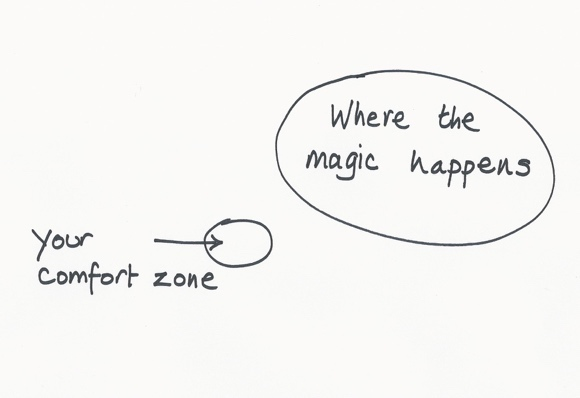 Where the
magic happens
Your
comfort zone